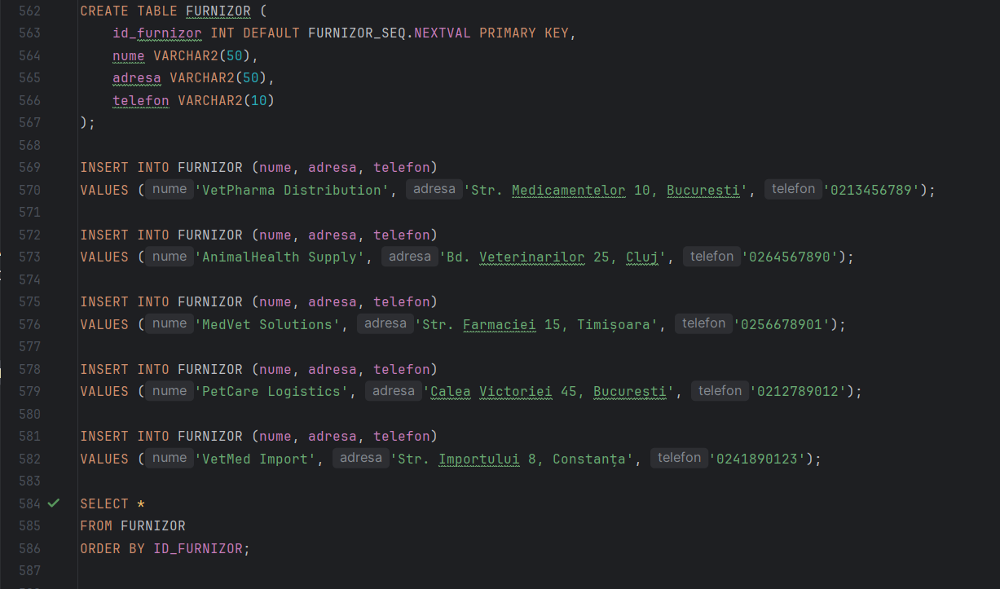 562 CREATE TABLE FURNIZOR (
563     id_furnizor INT DEFAULT FURNIZOR_SEQ.NEXTVAL PRIMARY KEY,
564     nume VARCHAR2(50),
565     adresa VARCHAR2(50),
566     telefon VARCHAR2(10)
567 );
568
569 INSERT INTO FURNIZOR (nume, adresa, telefon)
570 VALUES ( nume 'VetPharma Distribution', adresa 'Str. Medicamentelor 10, Bucuresti', telefon '0213456789');
571
572 INSERT INTO FURNIZOR (nume, adresa, telefon)
573 VALUES ( nume 'AnimalHealth Supply', adresa 'Bd. Veterinarilor 25, Cluj', telefon '0264567890');
574
575 INSERT INTO FURNIZOR (nume, adresa, telefon)
576 VALUES ( nume 'MedVet Solutions', adresa 'Str. Farmaciei 15, Timișoara', telefon '0256678901');
577
578 INSERT INTO FURNIZOR (nume, adresa, telefon)
579 VALUES ( nume 'PetCare Logistics', adresa 'Calea Victoriei 45, București', telefon '0212789012');
580
581 INSERT INTO FURNIZOR (nume, adresa, telefon)
582 VALUES ( nume 'VetMed Import', adresa 'Str. Importului 8, Constanța', telefon '0241890123');
583
584 SELECT *
585 FROM FURNIZOR
586 ORDER BY ID_FURNIZOR;
587